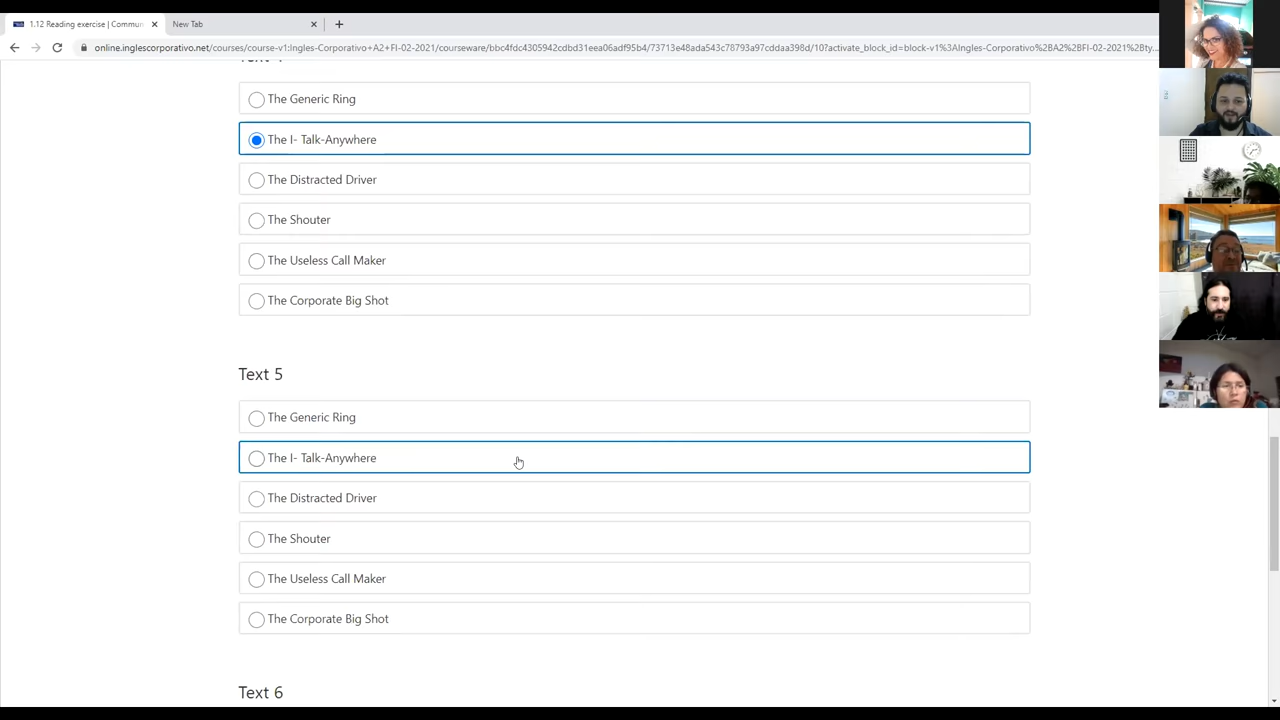 1.12 Reading exercise | Commun
New Tab
online.inglescorporativo.net/courses/course-v1:Ingles-Corporativo+A2+FI-02-2021/courseware/bbc4fdc4305942cdbd31eea06adf95b4/73713e48ada543c78793a97cddaa398d/10?activate_block_id=block-v1%3AIngles-Corporativo%2BA2%2BFI-02-2021%2Bty...
The Generic Ring
The I- Talk-Anywhere
The Distracted Driver
The Shouter
The Useless Call Maker
The Corporate Big Shot
Text 5
The Generic Ring
The I- Talk-Anywhere
The Distracted Driver
The Shouter
The Useless Call Maker
The Corporate Big Shot
Text 6